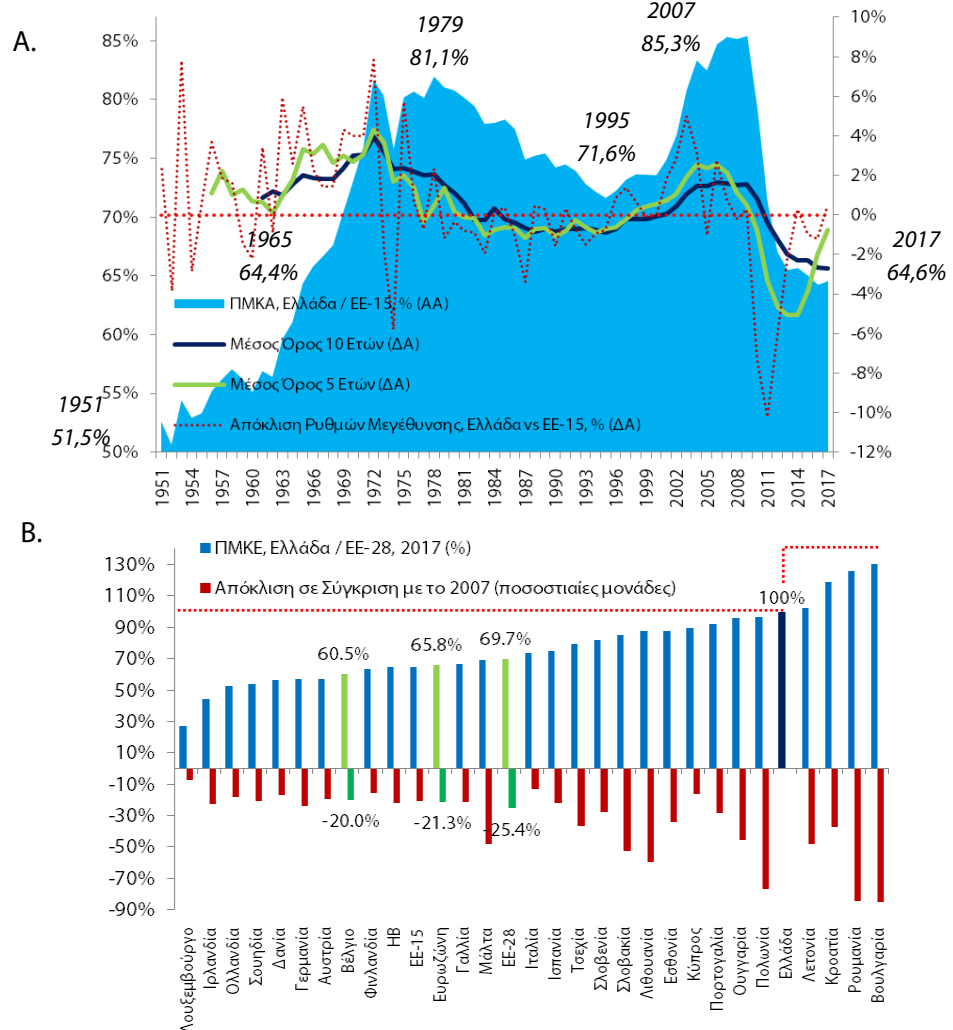 A.
1951
51,5%
1965
64,4%
1979
81,1%
1995
71,6%
2007
85,3%
2017
64,6%
85%
80%
75%
70%
65%
60%
55%
50%
10%
8%
6%
4%
2%
0%
-2%
-4%
-6%
-8%
-10%
-12%
ΠΜΚΑ, Ελλάδα / ΕΕ-15, % (ΑΑ)
Μέσος Όρος 10 Ετών (ΔΑ)
Μέσος Όρος 5 Ετών (ΔΑ)
Απόκλιση Ρυθμών Μεγέθυνσης, Ελλάδα vs ΕΕ-15, % (ΔΑ)
1951
1954
1957
1960
1963
1966
1969
1972
1975
1978
1981
1984
1987
1990
1993
1996
1999
2002
2005
2008
2011
2014
2017
B.
ΠΜΚΕ, Ελλάδα / ΕΕ-28, 2017 (%)
Απόκλιση σε Σύγκριση με το 2007 (ποσοστιαίες μονάδες)
130%
110%
90%
70%
50%
30%
10%
-10%
-30%
-50%
-70%
-90%
60.5%
65.8%
69.7%
100%
-20.0%
-21.3%
-25.4%
Λουξεμβούργο
Ιρλανδία
Ολλανδία
Σουηδία
Δανία
Γερμανία
Αυστρία
Βέλγιο
Φινλανδία
ΗΒ
ΕΕ-15
Ευρωζώνη
Γαλλία
Μάλτα
ΕΕ-28
Ιταλία
Ισπανία
Τσεχία
Σλοβενία
Σλοβακία
Λιθουανία
Εσθονία
Κύπρος
Πορτογαλία
Ουγγαρία
Πολωνία
Ελλάδα
Λετονία
Κροατία
Ρουμανία
Βουλγαρία